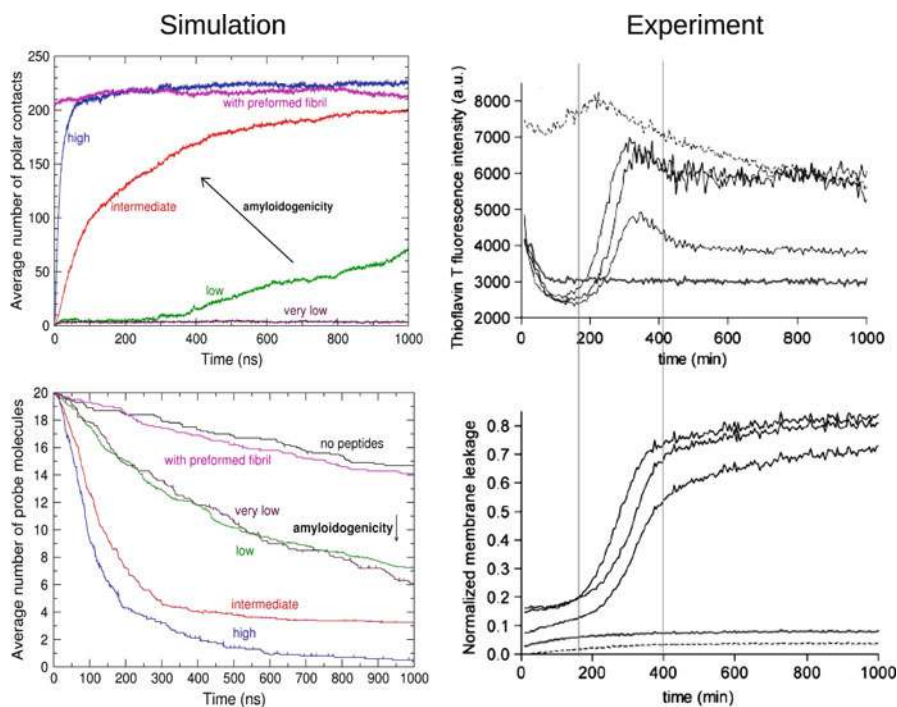 Simulation
Experiment
Average number of polar contacts
250
200
150
100
50
0
with preformed fibril
high
intermediate
amyloidogenicity
low
very low
0 200 400 600 800 1000
Time (ns)
Thioflavin T fluorescence intensity (a.u.)
8000
7000
6000
5000
4000
3000
2000
0 200 400 600 800 1000
time (min)
Average number of probe molecules
20
18
16
14
12
10
8
6
4
2
0
no peptides
with preformed fibril
very low
amyloidogenicity
low
intermediate
high
0 100 200 300 400 500 600 700 800 900 1000
Time (ns)
Normalized membrane leakage
0.8
0.7
0.6
0.5
0.4
0.3
0.2
0.1
0.0
0 200 400 600 800 1000
time (min)